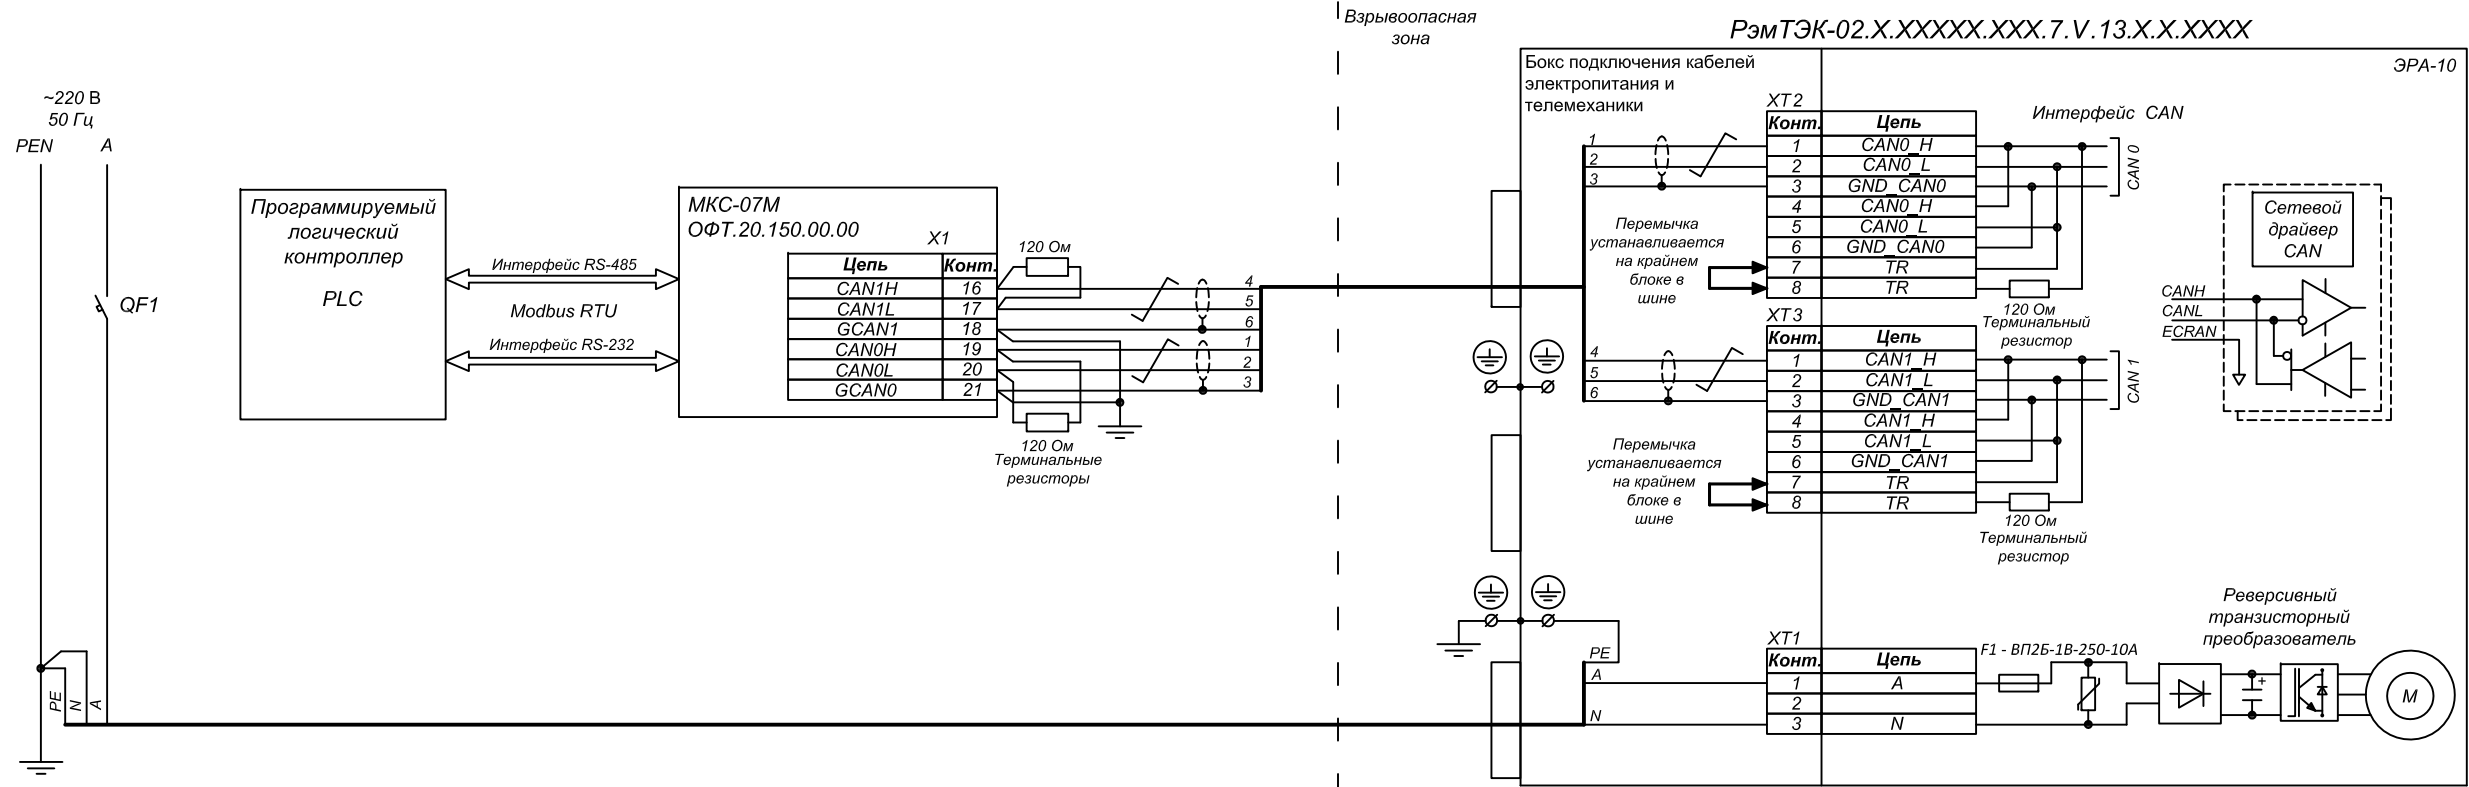 Взрывоопасная
зона
РэмТЭК-02.X.XXXXX.XXX.7.V.13.X.X.XXXX
~220 В
50 Гц
PEN
A
QF1
Программируемый
логический
контроллер
PLC
Интерфейс RS-485
Modbus RTU
Интерфейс RS-232
МКС-07М
ОФТ.20.150.00.00
X1
Цепь Конт.
CAN1H 16
CAN1L 17
GCAN1 18
CAN0H 19
CAN0L 20
GCAN0 21
120 Ом
120 Ом
Терминальные
резисторы
4
5
6
1
2
3
PE
N
A
Бокс подключения кабелей
электропитания и
телемеханики
ЭРА-10
1
2
3
XT2
Конт. Цепь
1 CAN0_H
2 CAN0_L
3 GND_CAN0
4 CAN0_H
5 CAN0_L
6 GND_CAN0
7 TR
8 TR
Перемычка
устанавливается
на крайнем
блоке в
шине
Интерфейс CAN
CAN 0
120 Ом
Терминальный
резистор
4
5
6
XT3
Конт. Цепь
1 CAN1_H
2 CAN1_L
3 GND_CAN1
4 CAN1_H
5 CAN1_L
6 GND_CAN1
7 TR
8 TR
Перемычка
устанавливается
на крайнем
блоке в
шине
CAN 1
120 Ом
Терминальный
резистор
Сетевой
драйвер
CAN
CANH
CANL
ECRAN
PE
A
N
XT1
Конт. Цепь
1 A
2
3 N
F1 - ВП2Б-1В-250-10А
Реверсивный
транзисторный
преобразователь
+
M